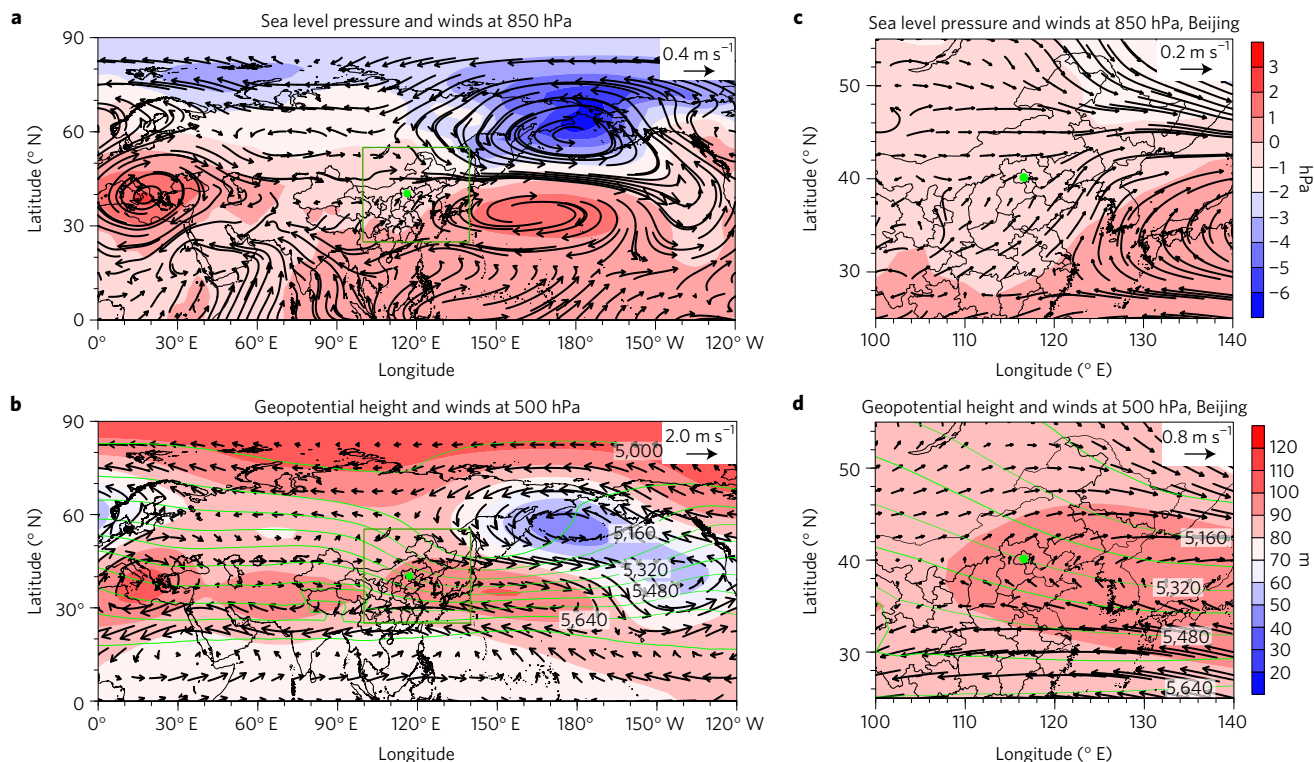 a
Sea level pressure and winds at 850 hPa
0.4 m s⁻¹
90
60
30
0
Latitude (° N)
0°
30° E
60° E
90° E
120° E
150° E
180°
150° W
120° W
Longitude
c
Sea level pressure and winds at 850 hPa, Beijing
0.2 m s⁻¹
50
40
30
Latitude (° N)
100
110
120
130
140
Longitude (° E)
3
2
1
0
−1
−2
−3
−4
−5
−6
hPa
b
Geopotential height and winds at 500 hPa
2.0 m s⁻¹
90
60
30°
0
Latitude (° N)
5,000
5,160
5,320
5,480
5,640
0°
30° E
60° E
90° E
120° E
150° E
180°
150° W
120° W
Longitude
d
Geopotential height and winds at 500 hPa, Beijing
0.8 m s⁻¹
50
40
30
Latitude (° N)
5,160
5,320
5,480
5,640
100
110
120
130
140
Longitude (° E)
120
110
100
90
80
70
60
50
40
30
20
m